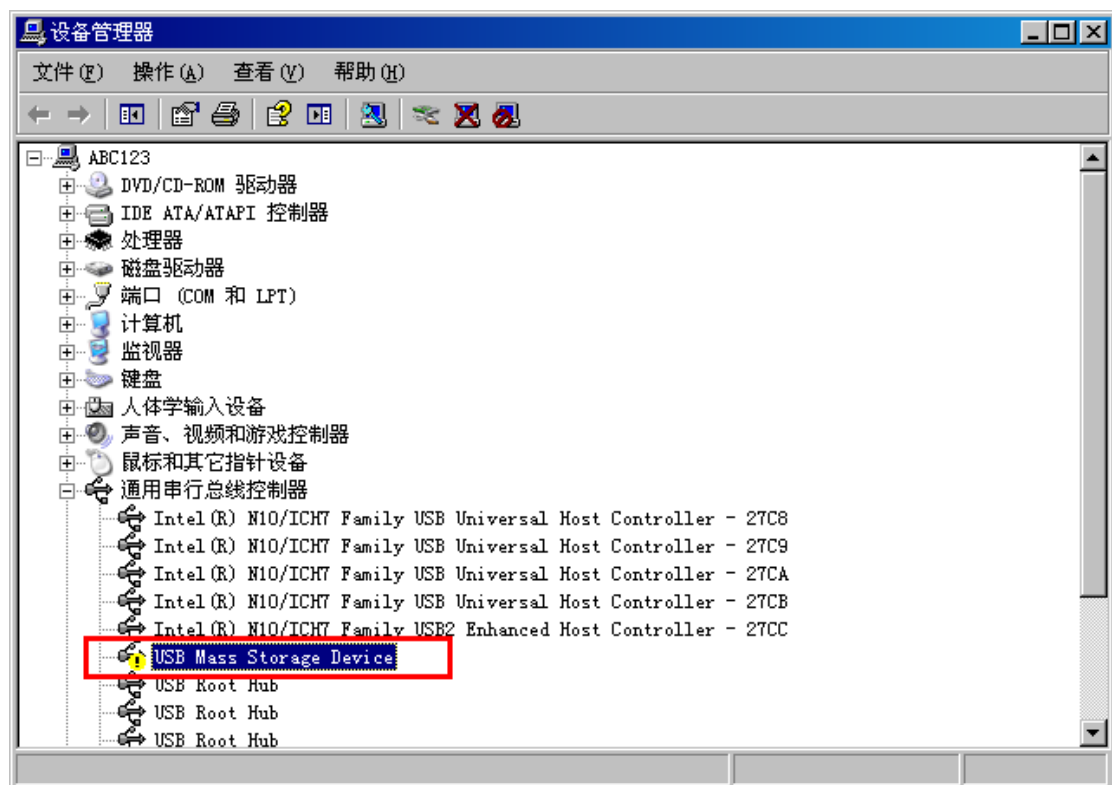 设备管理器
文件(F) 操作(A) 查看(V) 帮助(H)
ABC123
DVD/CD-ROM 驱动器
IDE ATA/ATAPI 控制器
处理器
磁盘驱动器
端口 (COM 和 LPT)
计算机
监视器
键盘
人体学输入设备
声音、视频和游戏控制器
鼠标和其它指针设备
通用串行总线控制器
Intel(R) N10/ICH7 Family USB Universal Host Controller - 27C8
Intel(R) N10/ICH7 Family USB Universal Host Controller - 27C9
Intel(R) N10/ICH7 Family USB Universal Host Controller - 27CA
Intel(R) N10/ICH7 Family USB Universal Host Controller - 27CB
Intel(R) N10/ICH7 Family USB2 Enhanced Host Controller - 27CC
USB Mass Storage Device
USB Root Hub
USB Root Hub
USB Root Hub